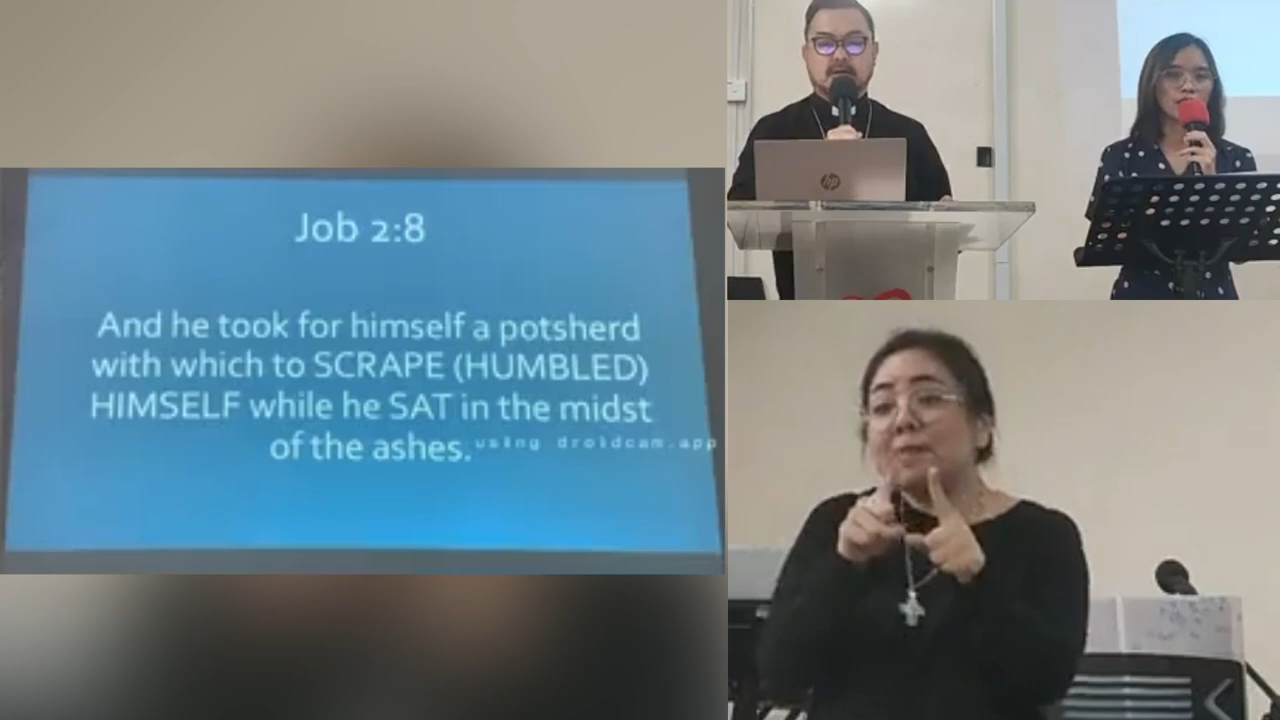 Job 2:8
And he took for himself a potsherd
with which to SCRAPE (HUMBLED)
HIMSELF while he SAT in the midst
of the ashes.
using droidcam.app
hp